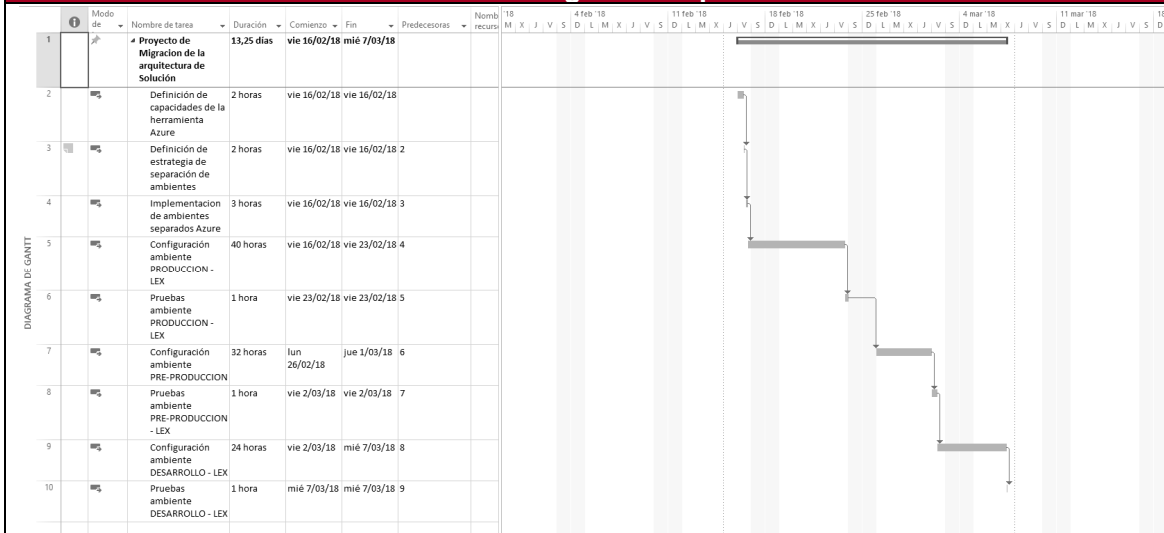 Modo de
Nombre de tarea
Duración
Comienzo
Fin
Predecesoras
Nomb
recurs
'18
4 feb '18
11 feb '18
18 feb '18
25 feb '18
4 mar '18
11 mar '18
18
M X J V S D L M X J V S D L M X J V S D L M X J V S D L M X J V S D L M X J V S D L M X J V S D
1
Proyecto de
Migracion de la
arquitectura de
Solución
13,25 días
vie 16/02/18
mié 7/03/18
2
Definición de
capacidades de la
herramienta
Azure
2 horas
vie 16/02/18
vie 16/02/18
3
Definición de
estrategia de
separación de
ambientes
2 horas
vie 16/02/18
vie 16/02/18
2
4
Implementacion
de ambientes
separados Azure
3 horas
vie 16/02/18
vie 16/02/18
3
5
Configuración
ambiente
PRODUCCION -
LEX
40 horas
vie 16/02/18
vie 23/02/18
4
6
Pruebas
ambiente
PRODUCCION -
LEX
1 hora
vie 23/02/18
vie 23/02/18
5
7
Configuración
ambiente
PRE-PRODUCCION
32 horas
lun
26/02/18
jue 1/03/18
6
8
Pruebas
ambiente
PRE-PRODUCCION
- LEX
1 hora
vie 2/03/18
vie 2/03/18
7
9
Configuración
ambiente
DESARROLLO - LEX
24 horas
vie 2/03/18
mié 7/03/18
8
10
Pruebas
ambiente
DESARROLLO - LEX
1 hora
mié 7/03/18
mié 7/03/18
9
DIAGRAMA DE GANTT